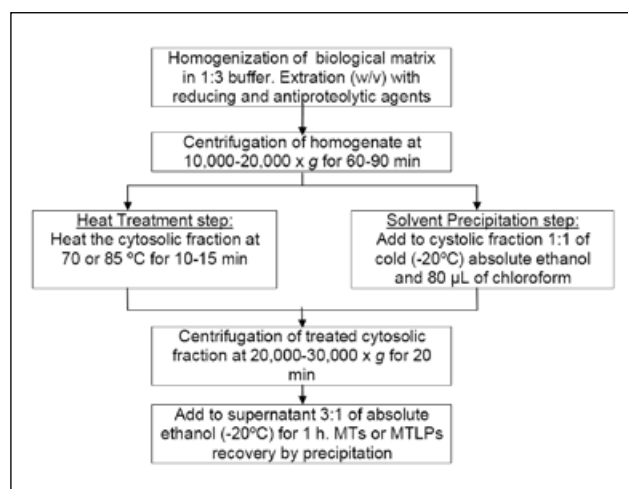 Homogenization of biological matrix
in 1:3 buffer. Extration (w/v) with
reducing and antiproteolytic agents
Centrifugation of homogenate at
10,000-20,000 x g for 60-90 min
Heat Treatment step:
Heat the cytosolic fraction at
70 or 85 ºC for 10-15 min
Solvent Precipitation step:
Add to cystolic fraction 1:1 of
cold (-20ºC) absolute ethanol
and 80 µL of chloroform
Centrifugation of treated cytosolic
fraction at 20,000-30,000 x g for 20
min
Add to supernatant 3:1 of absolute
ethanol (-20ºC) for 1 h. MTs or MTLPs
recovery by precipitation